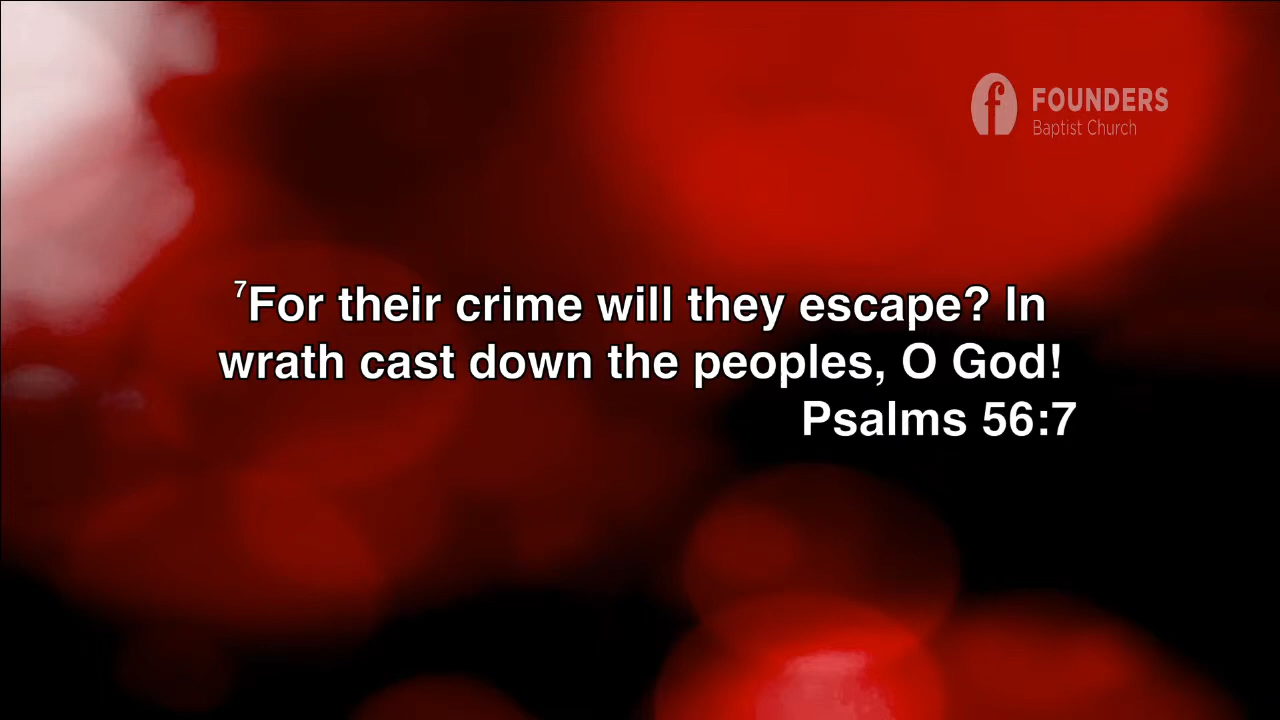 FOUNDERS
Baptist Church
7For their crime will they escape? In
wrath cast down the peoples, O God!
Psalms 56:7